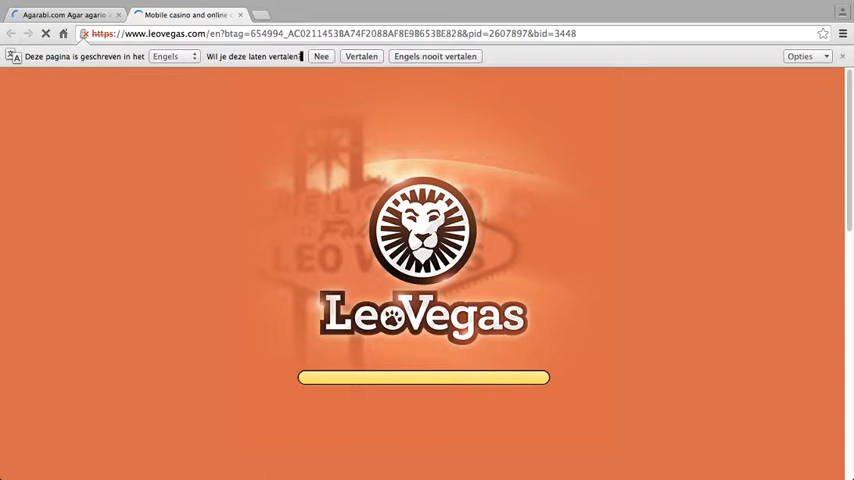 Agarabi.com Agar agario
Mobile casino and online
https://www.leovegas.com/en?btag=654994_AC0211453BA74F2088AF8E9B653BE828&pid=2607897&bid=3448
Deze pagina is geschreven in het Engels Wil je deze laten vertalen? Nee Vertalen Engels nooit vertalen Opties
LEO
LeoVegas